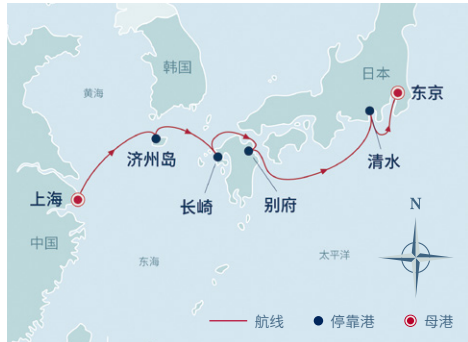 韩国
日本
黄海
东京
济州岛
清水
上海
长崎
别府
中国
东海
太平洋
N
航线
停靠港
母港